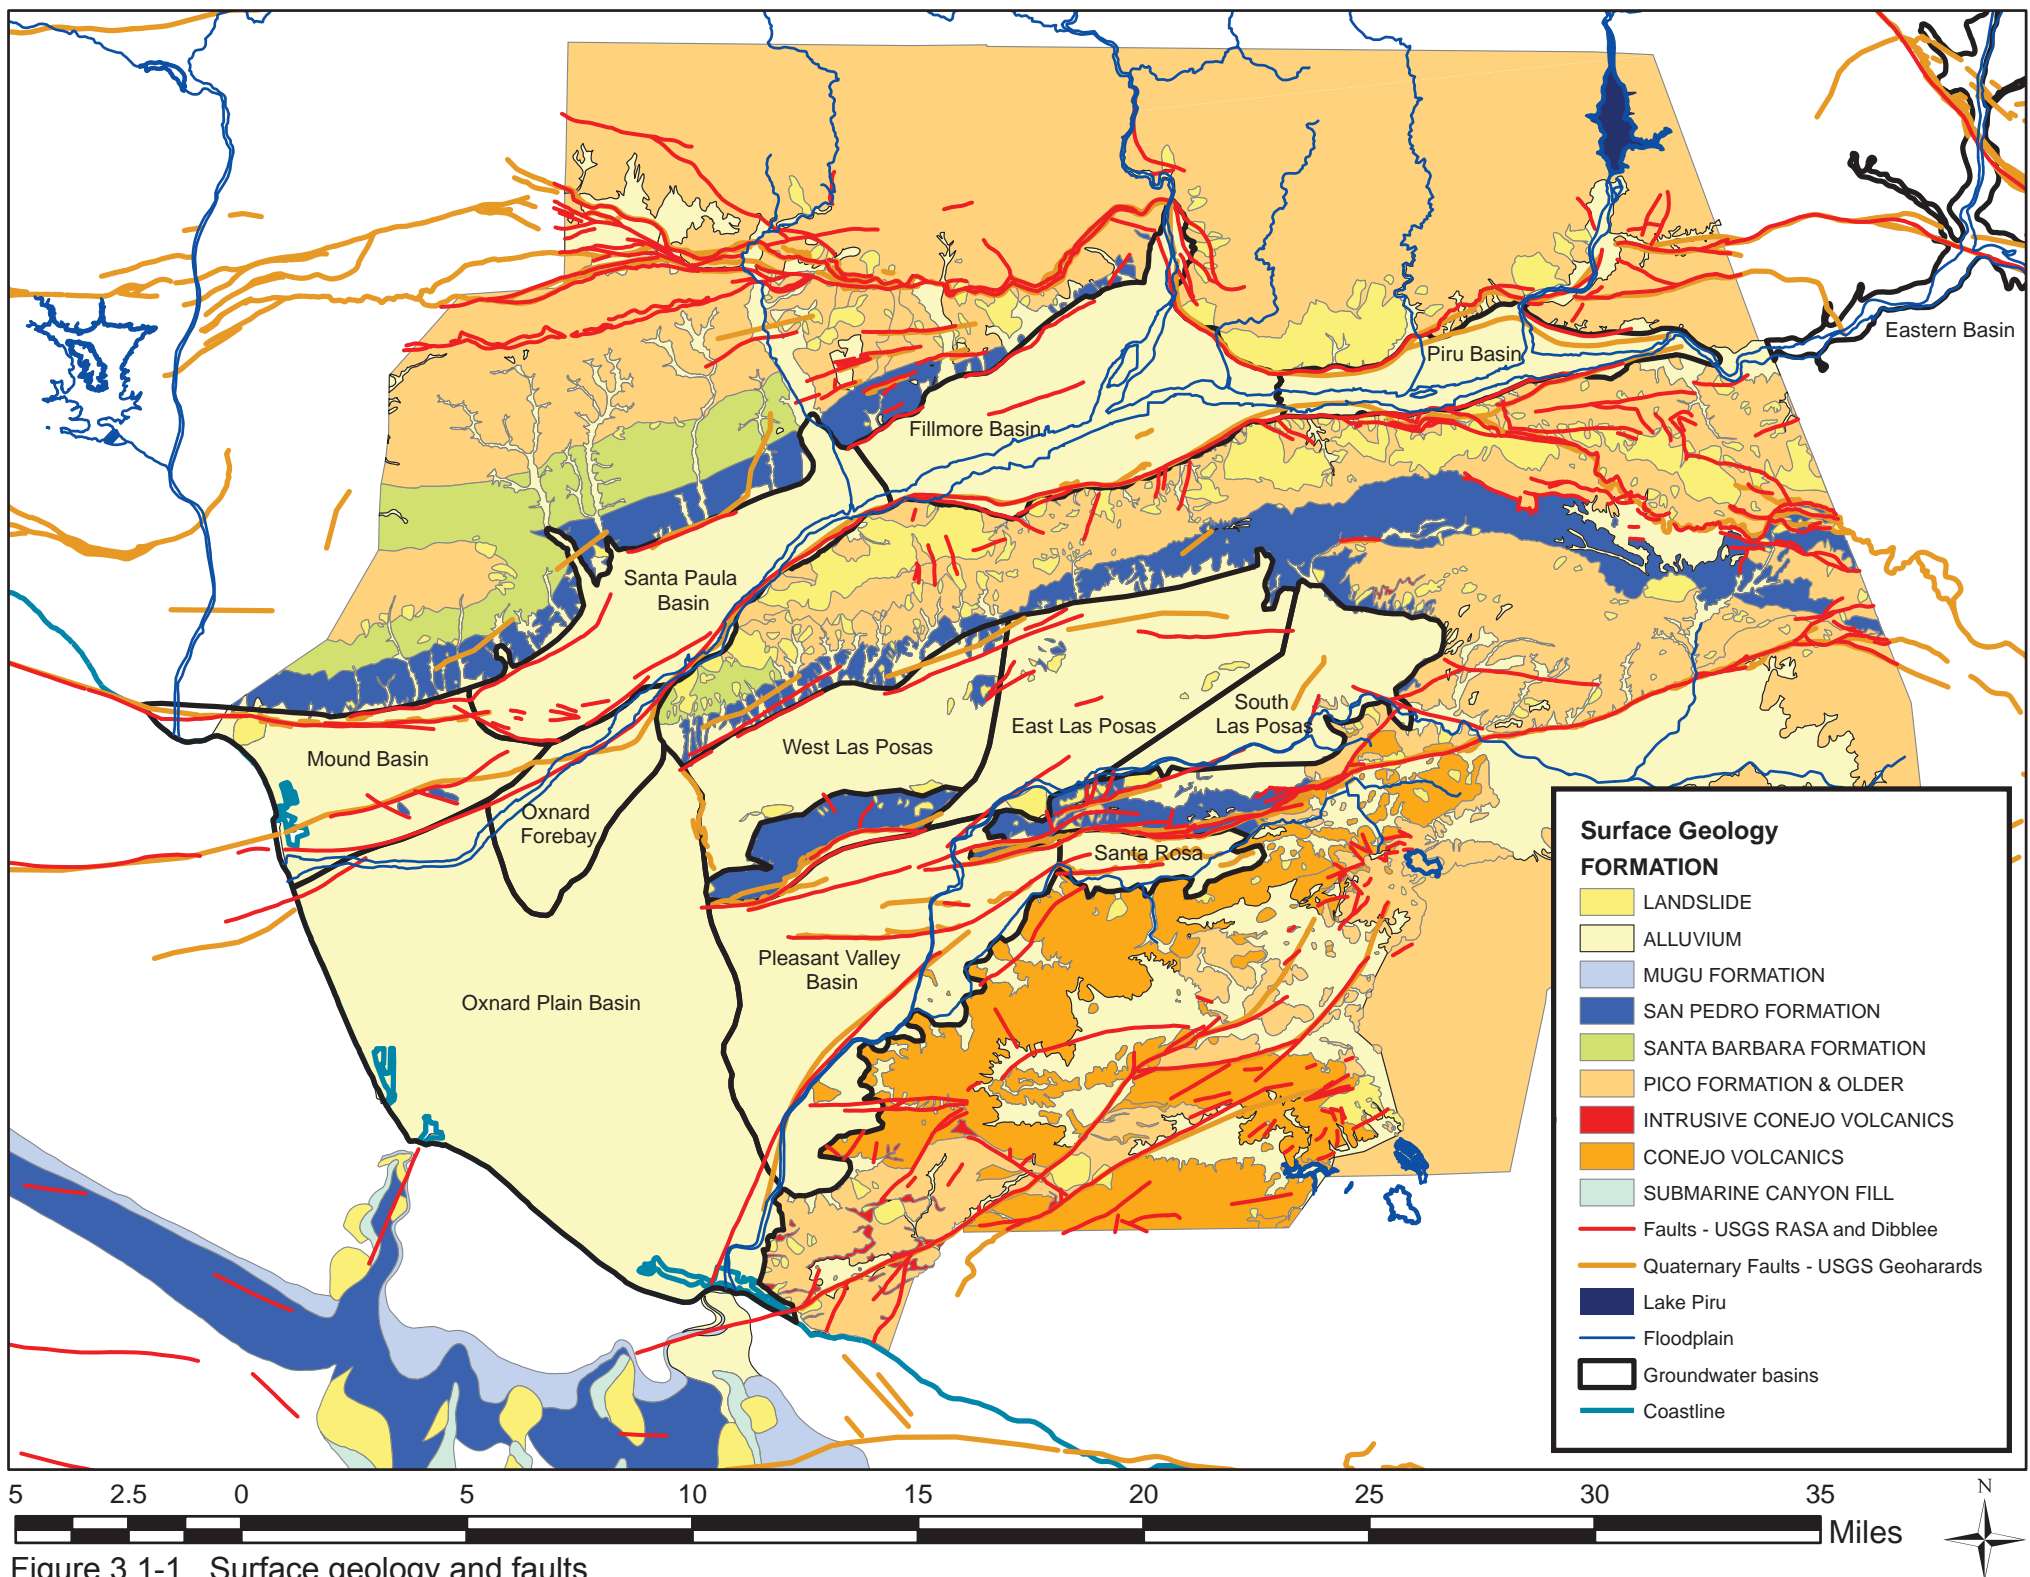 Eastern Basin
Piru Basin
Fillmore Basin
Santa Paula
Basin
South
Las Posas
East Las Posas
West Las Posas
Mound Basin
Oxnard
Forebay
Santa Rosa
Pleasant Valley
Basin
Oxnard Plain Basin
Surface Geology
FORMATION
LANDSLIDE
ALLUVIUM
MUGU FORMATION
SAN PEDRO FORMATION
SANTA BARBARA FORMATION
PICO FORMATION & OLDER
INTRUSIVE CONEJO VOLCANICS
CONEJO VOLCANICS
SUBMARINE CANYON FILL
Faults - USGS RASA and Dibblee
Quaternary Faults - USGS Geoharards
Lake Piru
Floodplain
Groundwater basins
Coastline
5 2.5 0 5 10 15 20 25 30 35
Miles
N
Figure 3.1-1 Surface geology and faults